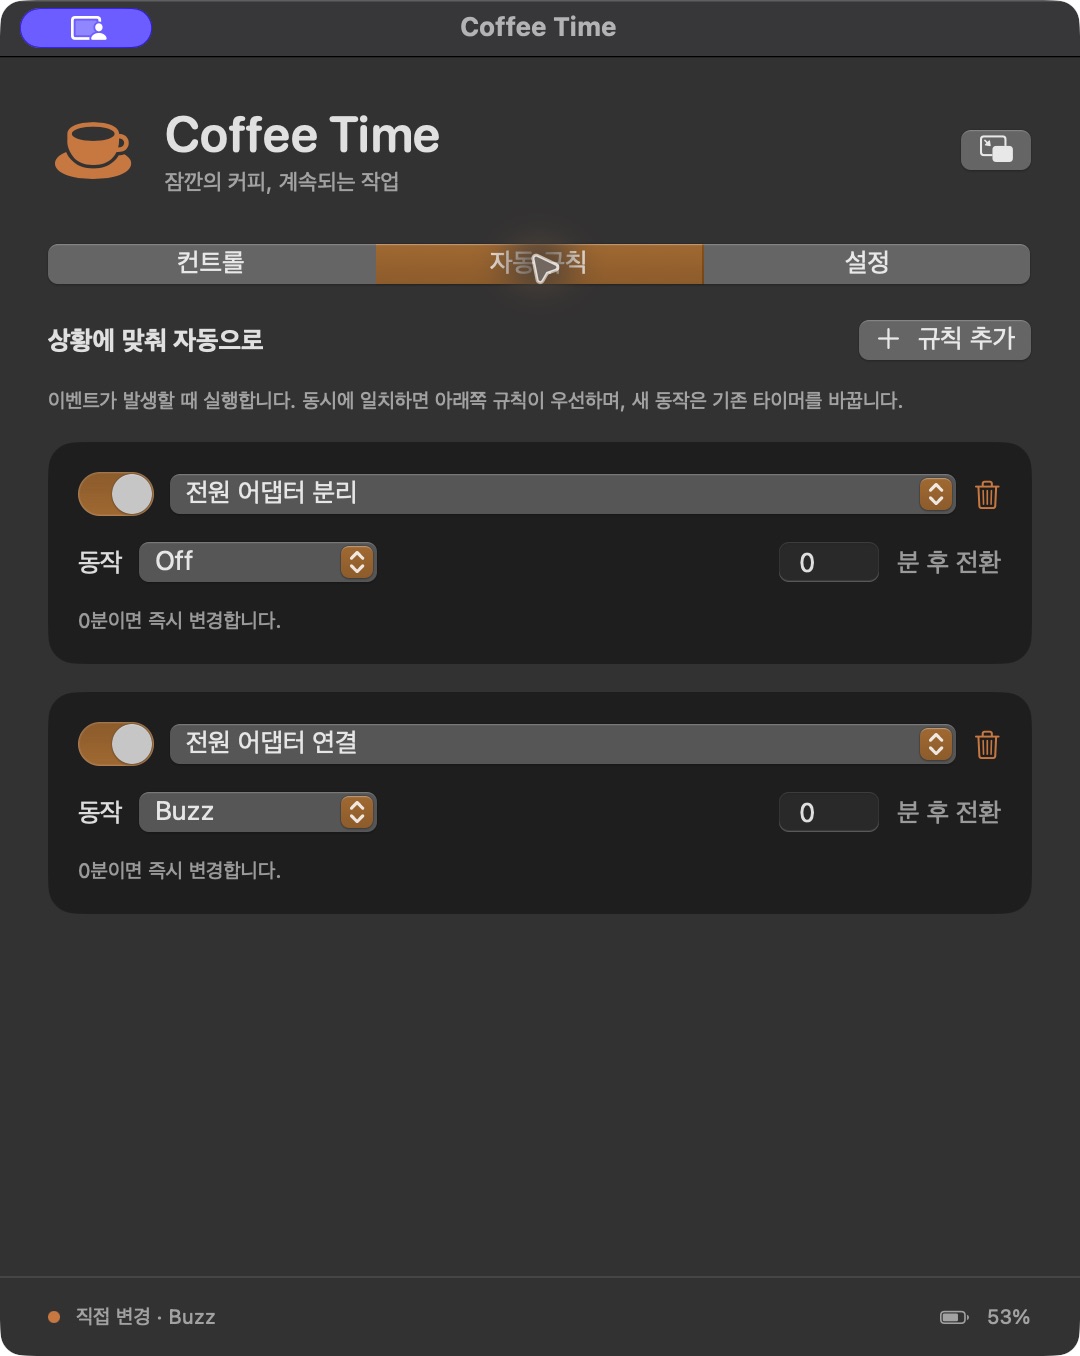 Coffee Time
Coffee Time
잠깐의 커피, 계속되는 작업
컨트롤 자동 규칙 설정
상황에 맞춰 자동으로 규칙 추가
이벤트가 발생할 때 실행합니다. 동시에 일치하면 아래쪽 규칙이 우선하며, 새 동작은 기존 타이머를 바꿉니다.
전원 어댑터 분리
동작 Off 0 분 후 전환
0분이면 즉시 변경합니다.
전원 어댑터 연결
동작 Buzz 0 분 후 전환
0분이면 즉시 변경합니다.
직접 변경 · Buzz 53%